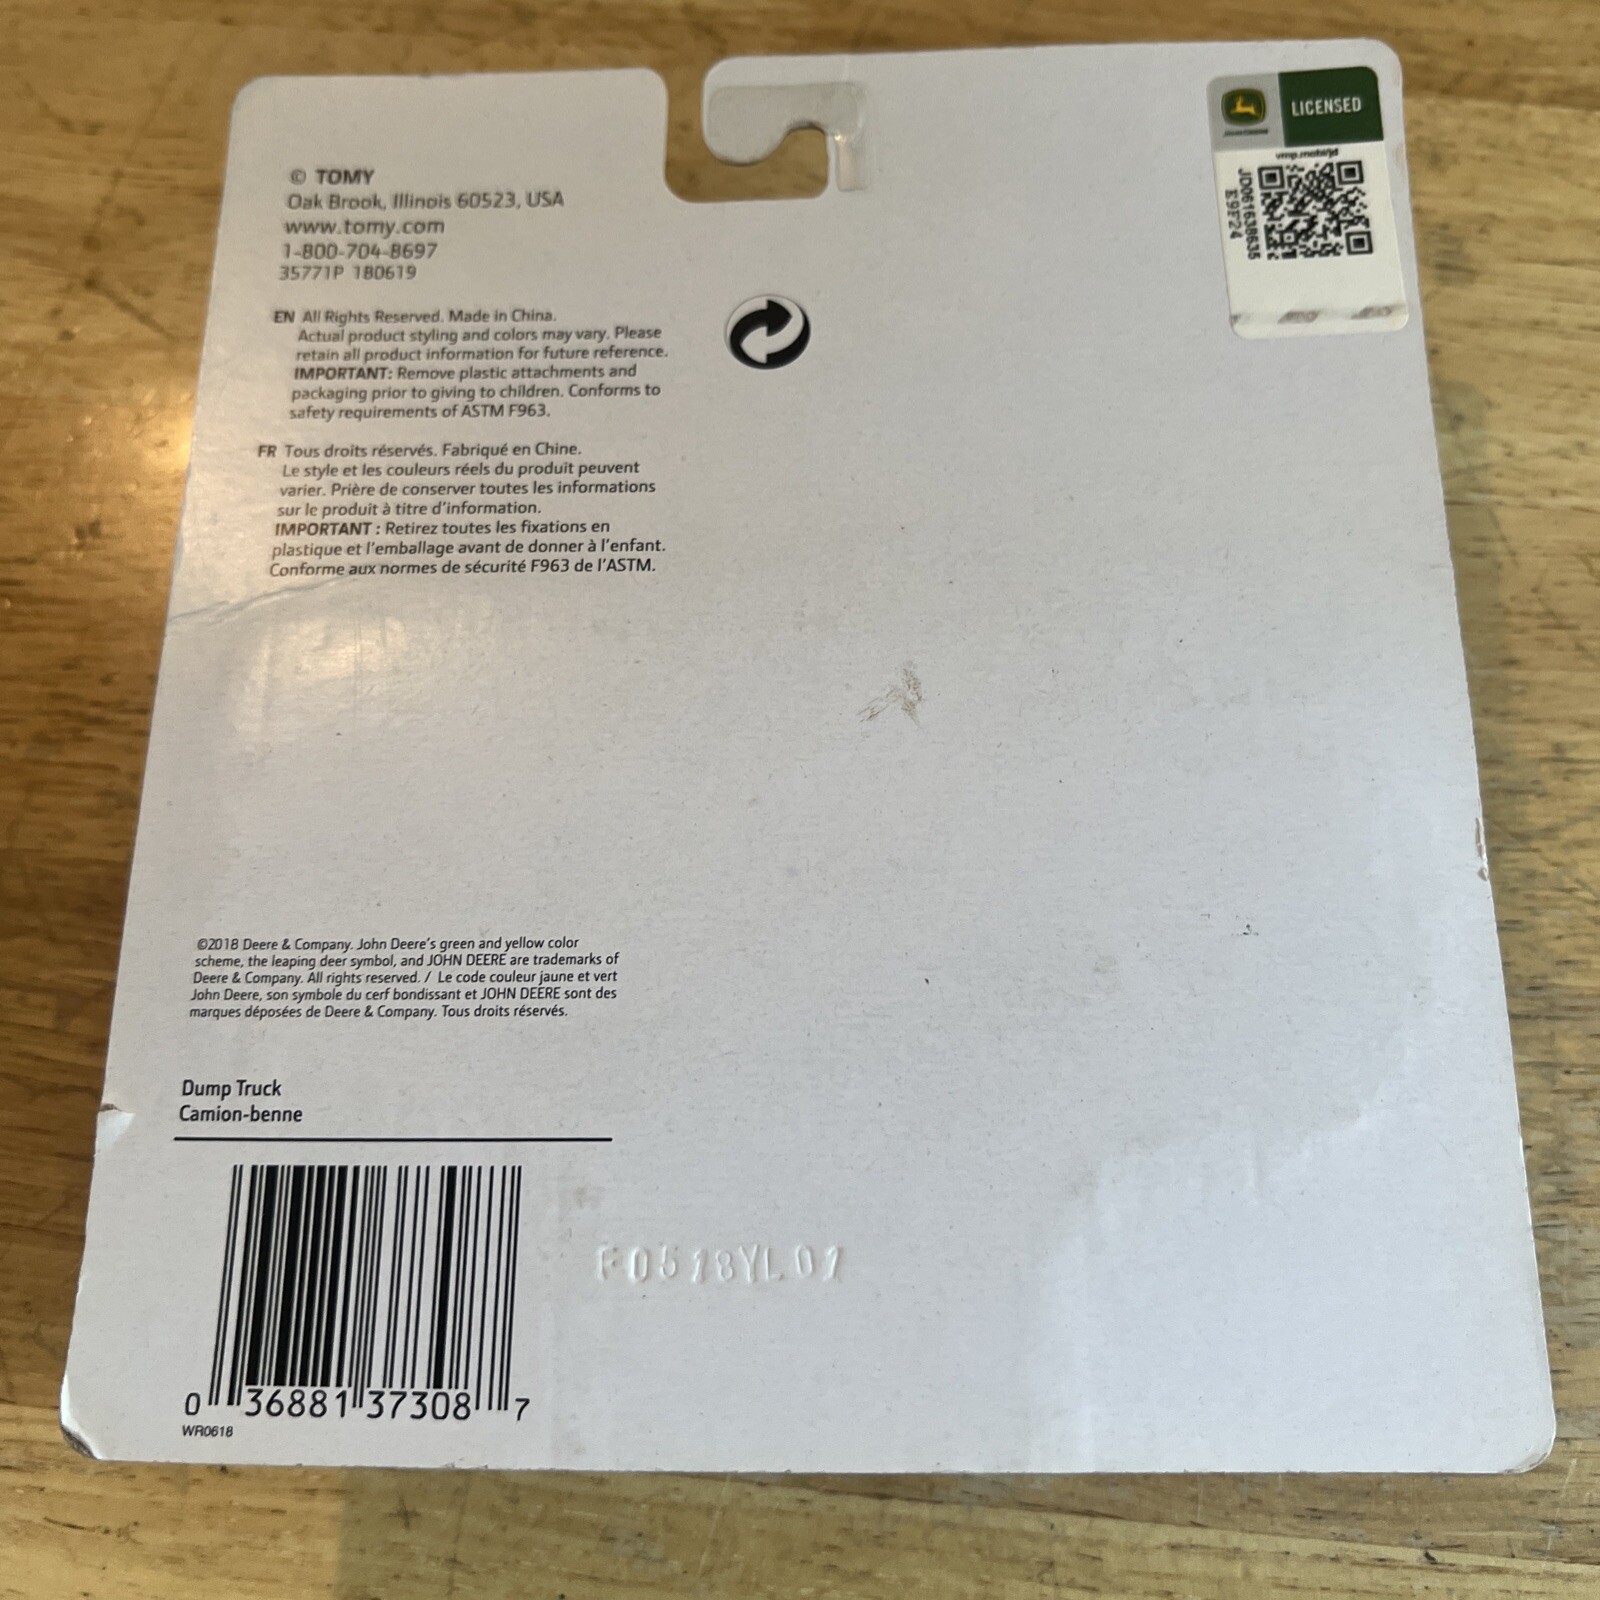 © TOMY
Oak Brook, Illinois 60523, USA
www.tomy.com
1-800-704-8697
35771P 180619
EN All Rights Reserved. Made in China.
Actual product styling and colors may vary. Please
retain all product information for future reference.
IMPORTANT: Remove plastic attachments and
packaging prior to giving to children. Conforms to
safety requirements of ASTM F963.
FR Tous droits réservés. Fabriqué en Chine.
Le style et les couleurs réels du produit peuvent
varier. Prière de conserver toutes les informations
sur le produit à titre d'information.
IMPORTANT : Retirez toutes les fixations en
plastique et l'emballage avant de donner à l'enfant.
Conforme aux normes de sécurité F963 de l'ASTM.
LICENSED
vmp.mobi/jd
JD061638635
E9F24
©2018 Deere & Company. John Deere's green and yellow color
scheme, the leaping deer symbol, and JOHN DEERE are trademarks of
Deere & Company. All rights reserved. / Le code couleur jaune et vert
John Deere, son symbole du cerf bondissant et JOHN DEERE sont des
marques déposées de Deere & Company. Tous droits réservés.
Dump Truck
Camion-benne
0 36881 37308 7
WR0618
F0518YL01